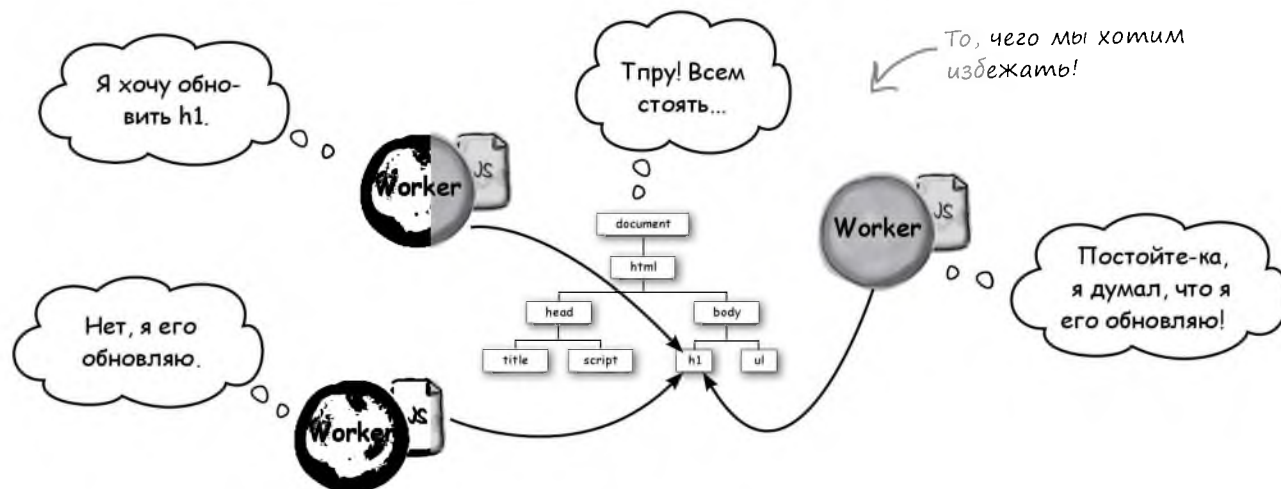 То, чего мы хотим
избежать!
Я хочу обно-
вить h1.
Тпру! Всем
стоять...
Worker
JS
Worker
JS
document
html
head
body
title
script
h1
ul
Постойте-ка,
я думал, что я
его обновляю!
Нет, я его
обновляю.
Worker
JS